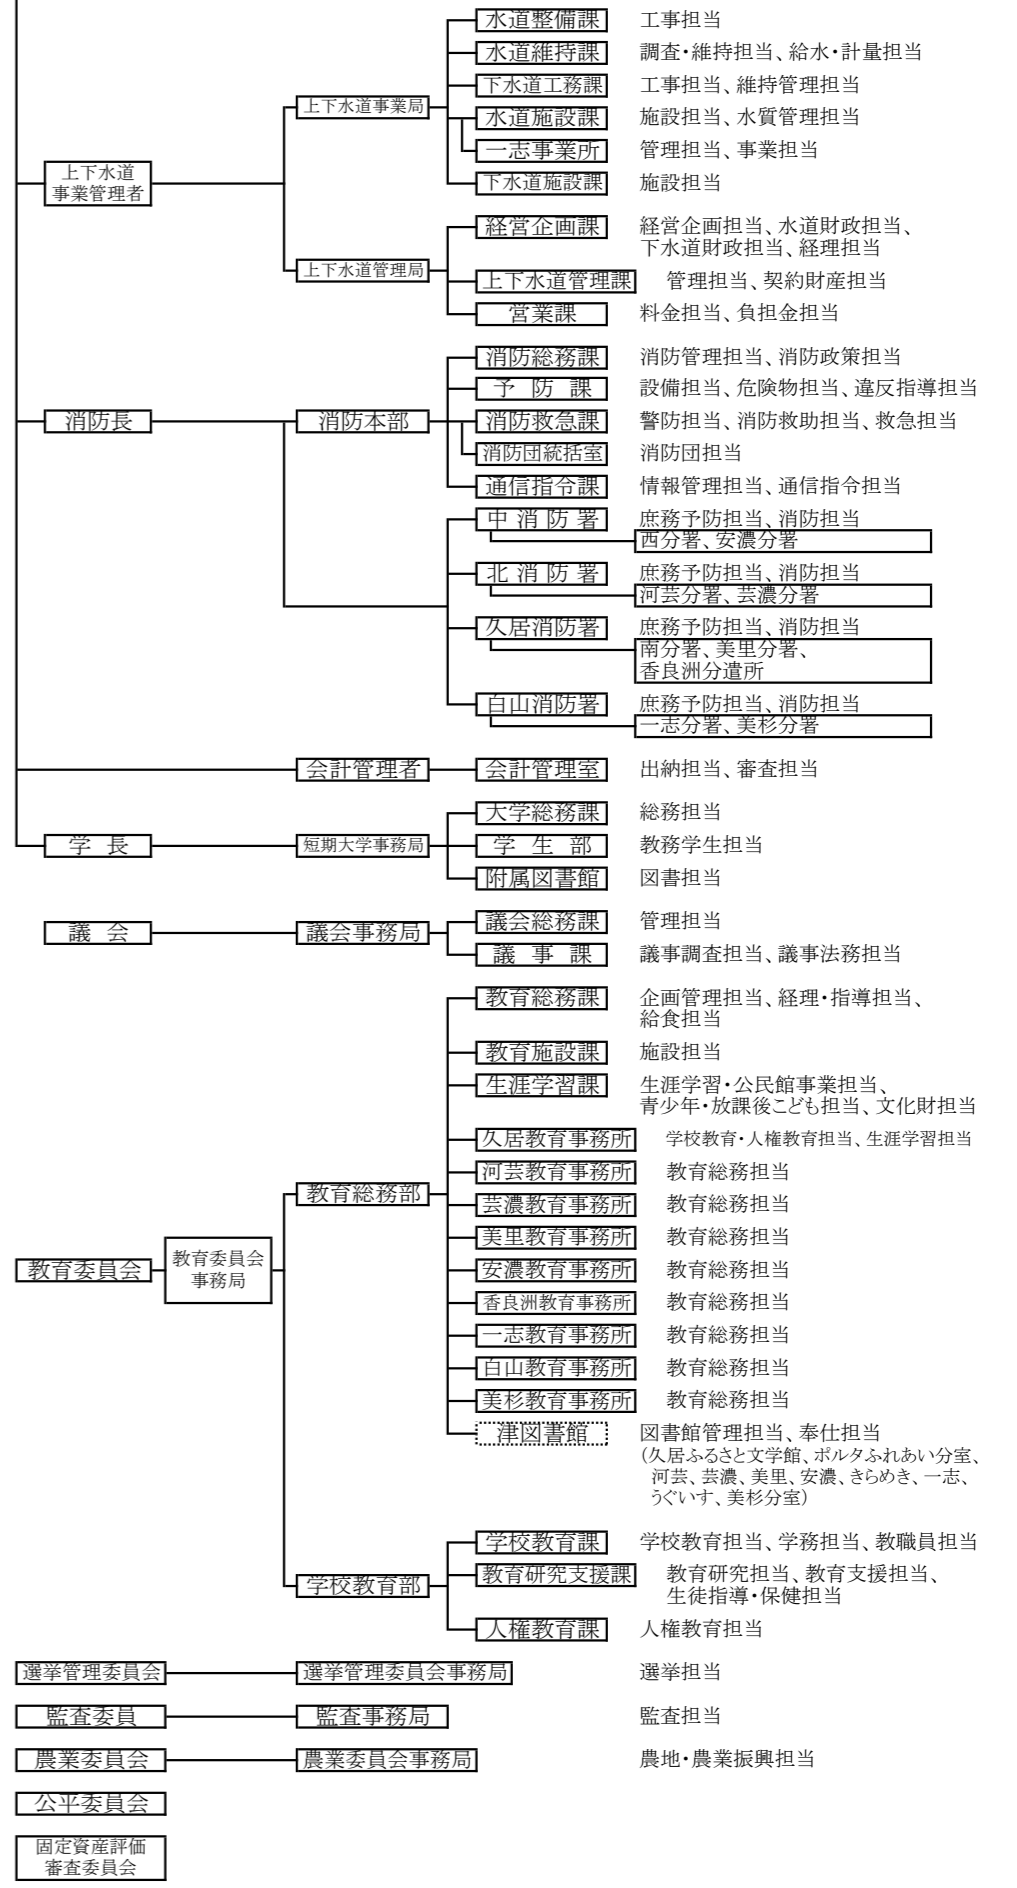 水道整備課 工事担当
水道維持課 調査・維持担当、給水・計量担当
下水道工務課 工事担当、維持管理担当
上下水道事業局
水道施設課 施設担当、水質管理担当
一志事業所 管理担当、事業担当
上下水道
事業管理者
下水道施設課 施設担当
経営企画課 経営企画担当、水道財政担当、
下水道財政担当、経理担当
上下水道管理局
上下水道管理課 管理担当、契約財産担当
営業課 料金担当、負担金担当
消防総務課 消防管理担当、消防政策担当
予防課 設備担当、危険物担当、違反指導担当
消防長 消防本部 消防救急課 警防担当、消防救助担当、救急担当
消防団統括室 消防団担当
通信指令課 情報管理担当、通信指令担当
中消防署 庶務予防担当、消防担当
西分署、安濃分署
北消防署 庶務予防担当、消防担当
河芸分署、芸濃分署
久居消防署 庶務予防担当、消防担当
南分署、美里分署、
香良洲分遣所
白山消防署 庶務予防担当、消防担当
一志分署、美杉分署
会計管理者 会計管理室 出納担当、審査担当
大学総務課 総務担当
学長 短期大学事務局 学生部 教務学生担当
附属図書館 図書担当
議会 議会事務局 議会総務課 管理担当
議事課 議事調査担当、議事法務担当
教育総務課 企画管理担当、経理・指導担当、
給食担当
教育施設課 施設担当
生涯学習課 生涯学習・公民館事業担当、
青少年・放課後こども担当、文化財担当
久居教育事務所 学校教育・人権教育担当、生涯学習担当
河芸教育事務所 教育総務担当
教育総務部
芸濃教育事務所 教育総務担当
美里教育事務所 教育総務担当
教育委員会 教育委員会
事務局
安濃教育事務所 教育総務担当
香良洲教育事務所 教育総務担当
一志教育事務所 教育総務担当
白山教育事務所 教育総務担当
美杉教育事務所 教育総務担当
津図書館 図書館管理担当、奉仕担当
（久居ふるさと文学館、ポルタふれあい分室、
河芸、芸濃、美里、安濃、きらめき、一志、
うぐいす、美杉分室）
学校教育課 学校教育担当、学務担当、教職員担当
学校教育部 教育研究支援課 教育研究担当、教育支援担当、
生徒指導・保健担当
人権教育課 人権教育担当
選挙管理委員会 選挙管理委員会事務局 選挙担当
監査委員 監査事務局 監査担当
農業委員会 農業委員会事務局 農地・農業振興担当
公平委員会
固定資産評価
審査委員会